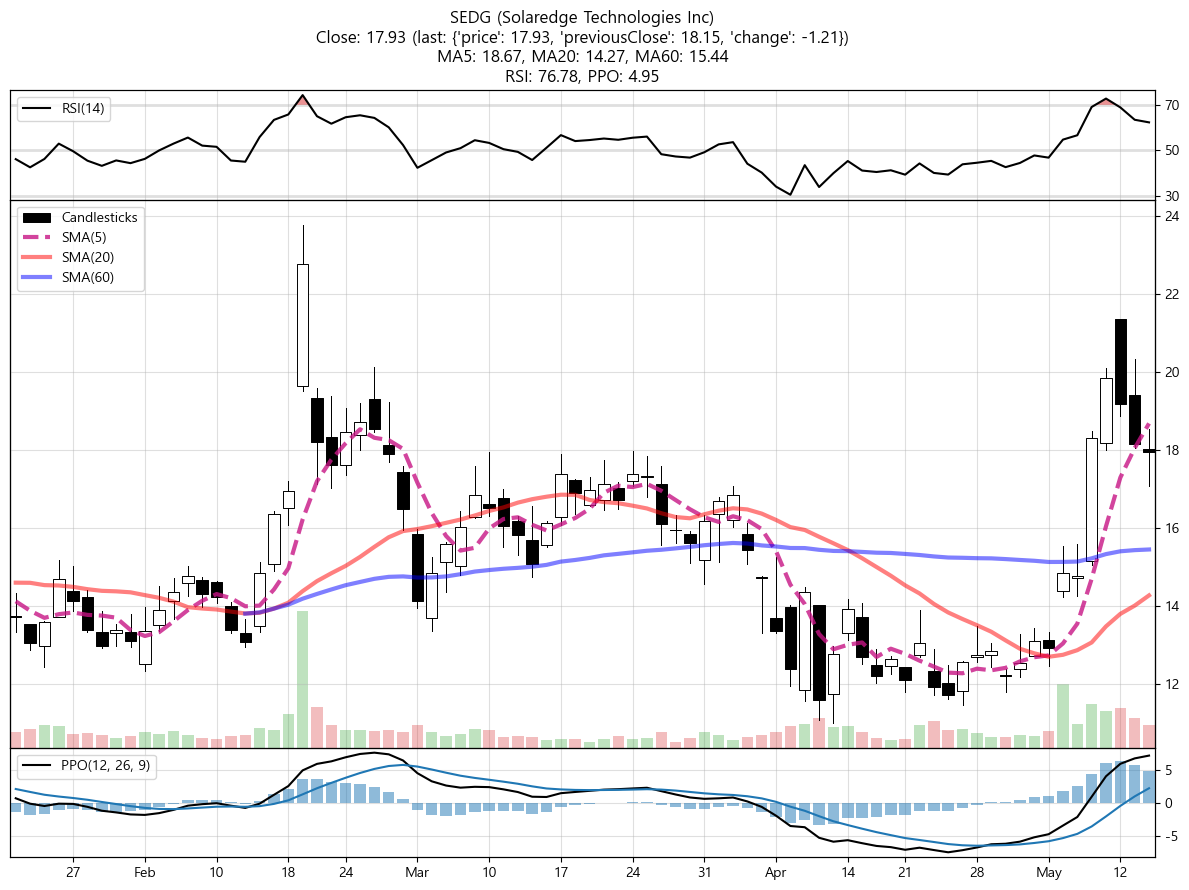 SEDG (Solaredge Technologies Inc)
Close: 17.93 (last: {'price': 17.93, 'previousClose': 18.15, 'change': -1.21})
MA5: 18.67, MA20: 14.27, MA60: 15.44
RSI: 76.78, PPO: 4.95
RSI(14)
70
50
30
Candlesticks
SMA(5)
SMA(20)
SMA(60)
24
22
20
18
16
14
12
PPO(12, 26, 9)
5
0
-5
27 Feb 10 18 24 Mar 10 17 24 31 Apr 14 21 28 May 12